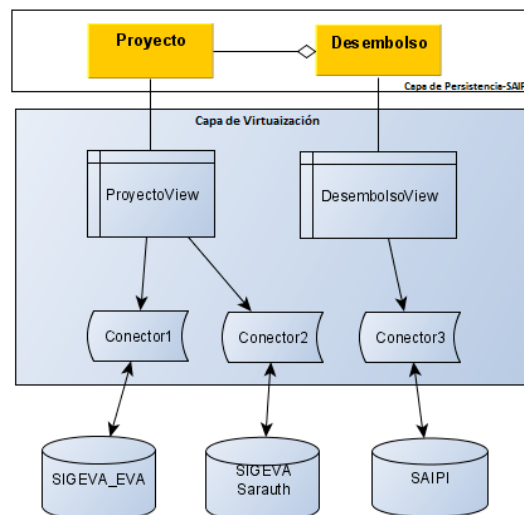 Proyecto
Desembolso
Capa de Persistencia-SAIPI
Capa de Virtuaización
ProyectoView
DesembolsoView
Conector1
Conector2
Conector3
SIGEVA_EVA
SIGEVA
Sarauth
SAIPI